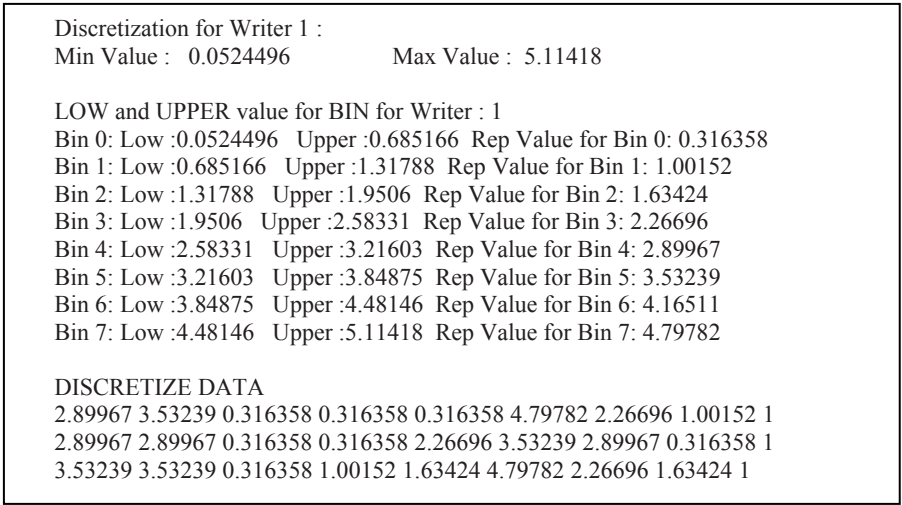 Discretization for Writer 1 :
Min Value : 0.0524496 Max Value : 5.11418
LOW and UPPER value for BIN for Writer : 1
Bin 0: Low :0.0524496 Upper :0.685166 Rep Value for Bin 0: 0.316358
Bin 1: Low :0.685166 Upper :1.31788 Rep Value for Bin 1: 1.00152
Bin 2: Low :1.31788 Upper :1.9506 Rep Value for Bin 2: 1.63424
Bin 3: Low :1.9506 Upper :2.58331 Rep Value for Bin 3: 2.26696
Bin 4: Low :2.58331 Upper :3.21603 Rep Value for Bin 4: 2.89967
Bin 5: Low :3.21603 Upper :3.84875 Rep Value for Bin 5: 3.53239
Bin 6: Low :3.84875 Upper :4.48146 Rep Value for Bin 6: 4.16511
Bin 7: Low :4.48146 Upper :5.11418 Rep Value for Bin 7: 4.79782
DISCRETIZE DATA
2.89967 3.53239 0.316358 0.316358 0.316358 4.79782 2.26696 1.00152 1
2.89967 2.89967 0.316358 0.316358 2.26696 3.53239 2.89967 0.316358 1
3.53239 3.53239 0.316358 1.00152 1.63424 4.79782 2.26696 1.63424 1